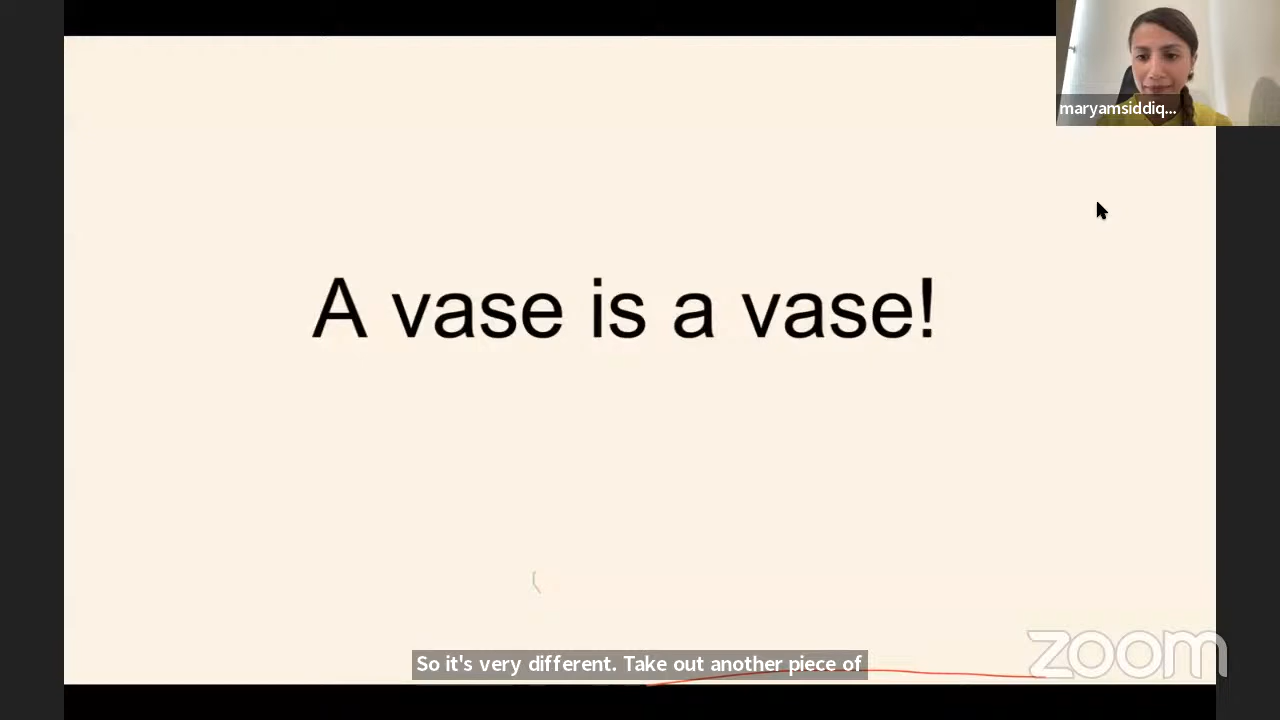 maryamsiddiq...
A vase is a vase!
So it's very different. Take out another piece of
zoom